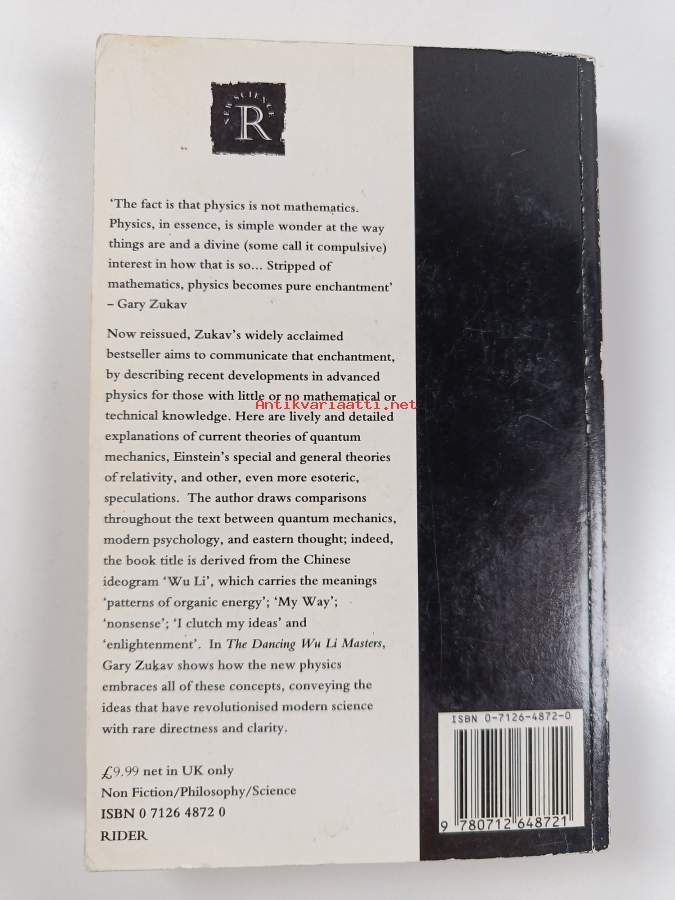 NEW SCIENCE
R
‘The fact is that physics is not mathematics.
Physics, in essence, is simple wonder at the way
things are and a divine (some call it compulsive)
interest in how that is so... Stripped of
mathematics, physics becomes pure enchantment’
– Gary Zukav
Now reissued, Zukav’s widely acclaimed
bestseller aims to communicate that enchantment,
by describing recent developments in advanced
physics for those with little or no mathematical or
Antikvariaatti.net
technical knowledge. Here are lively and detailed
explanations of current theories of quantum
mechanics, Einstein’s special and general theories
of relativity, and other, even more esoteric,
speculations. The author draws comparisons
throughout the text between quantum mechanics,
modern psychology, and eastern thought; indeed,
the book title is derived from the Chinese
ideogram ‘Wu Li’, which carries the meanings
‘patterns of organic energy’; ‘My Way’;
‘nonsense’; ‘I clutch my ideas’ and
‘enlightenment’. In The Dancing Wu Li Masters,
Gary Zukav shows how the new physics
embraces all of these concepts, conveying the
ideas that have revolutionised modern science
with rare directness and clarity.
£9.99 net in UK only
Non Fiction/Philosophy/Science
ISBN 0 7126 4872 0
RIDER
ISBN 0-7126-4872-0
9 780712 648721